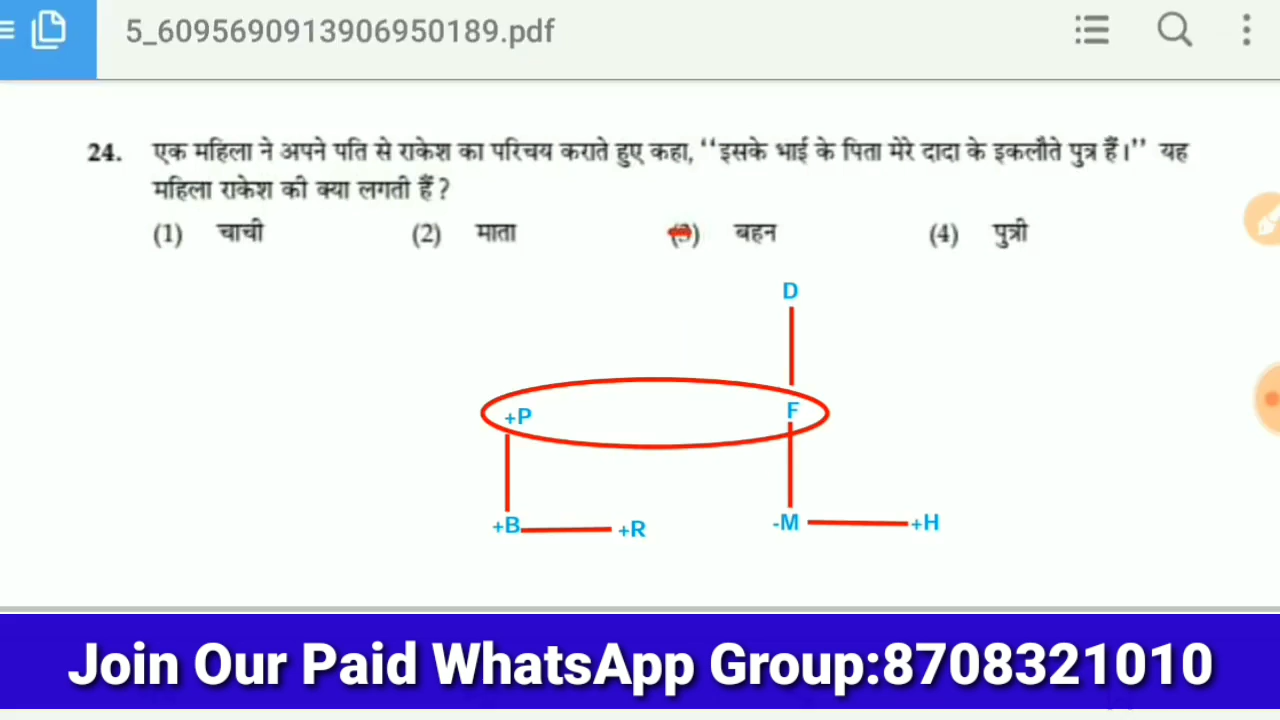 5_6095690913906950189.pdf
24. एक महिला ने अपने पति से राकेश का परिचय कराते हुए कहा, ‘‘इसके भाई के पिता मेरे दादा के इकलौते पुत्र हैं।’’ यह
महिला राकेश की क्या लगती हैं?
(1) चाची (2) माता (3) बहन (4) पुत्री
D
+P F
+B +R -M +H
Join Our Paid WhatsApp Group:8708321010